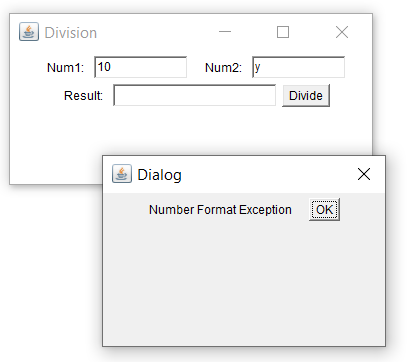 Division
Num1: 10 Num2: y
Result: Divide
Dialog
Number Format Exception OK